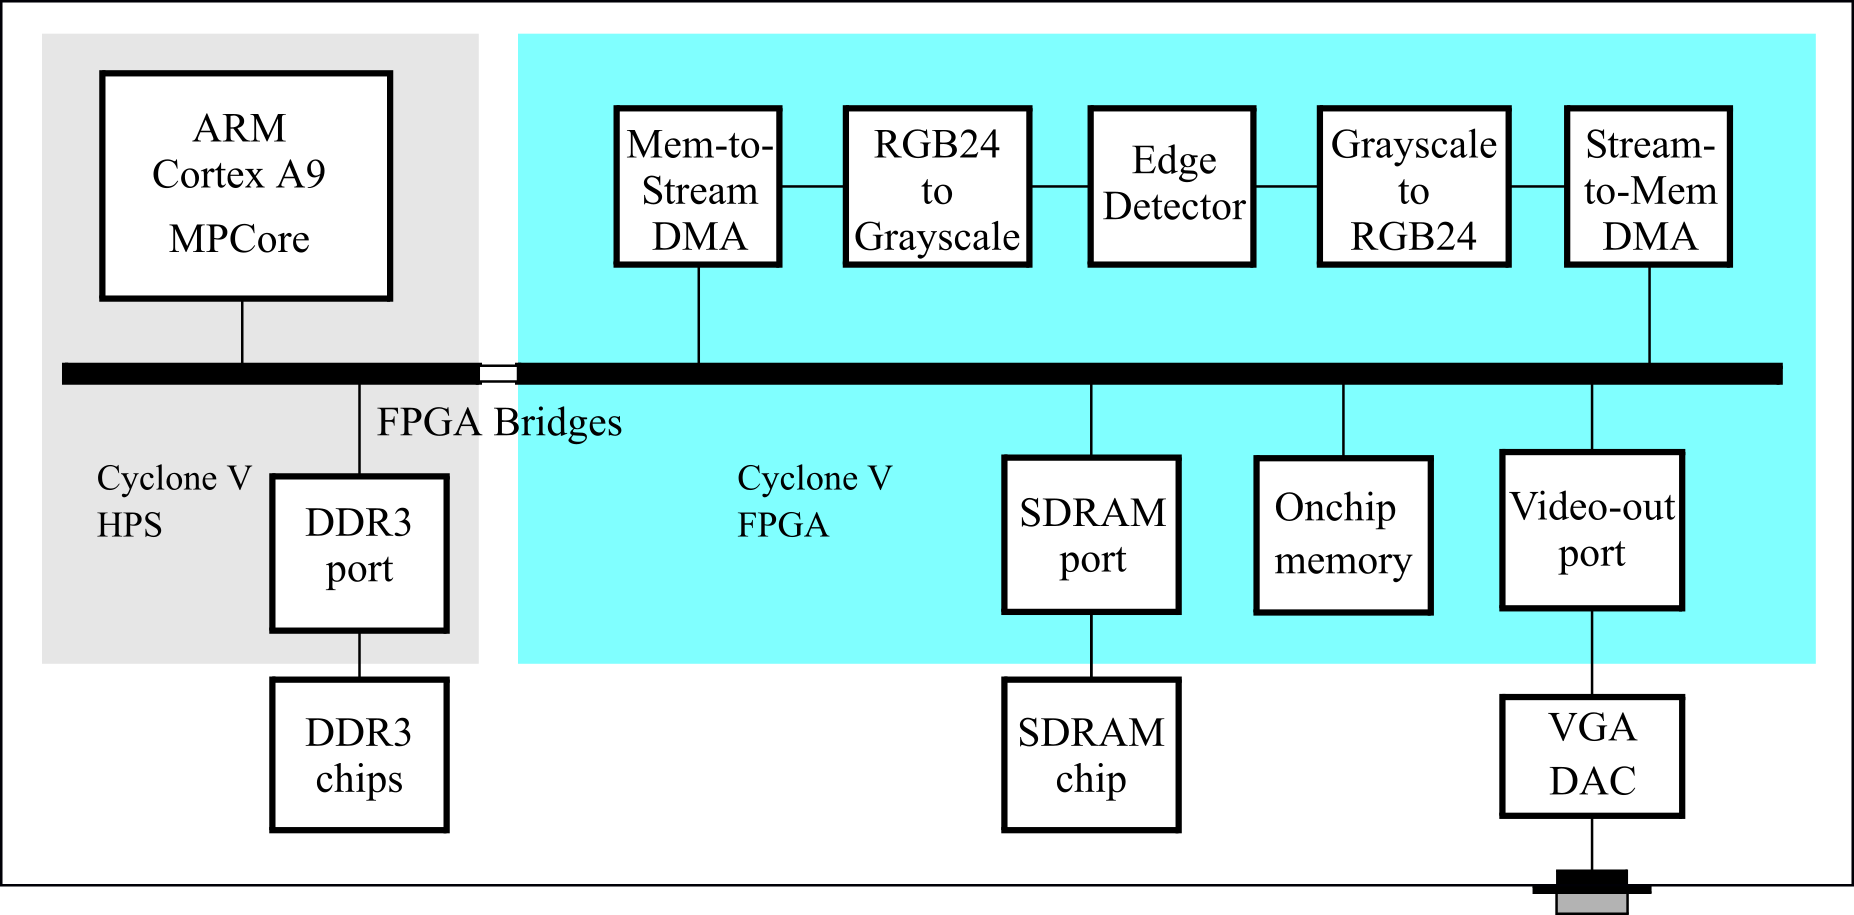 ARM
Cortex A9
MPCore
Mem-to-
Stream
DMA
RGB24
to
Grayscale
Edge
Detector
Grayscale
to
RGB24
Stream-
to-Mem
DMA
FPGA Bridges
Cyclone V
HPS
DDR3
port
Cyclone V
FPGA
SDRAM
port
Onchip
memory
Video-out
port
DDR3
chips
SDRAM
chip
VGA
DAC